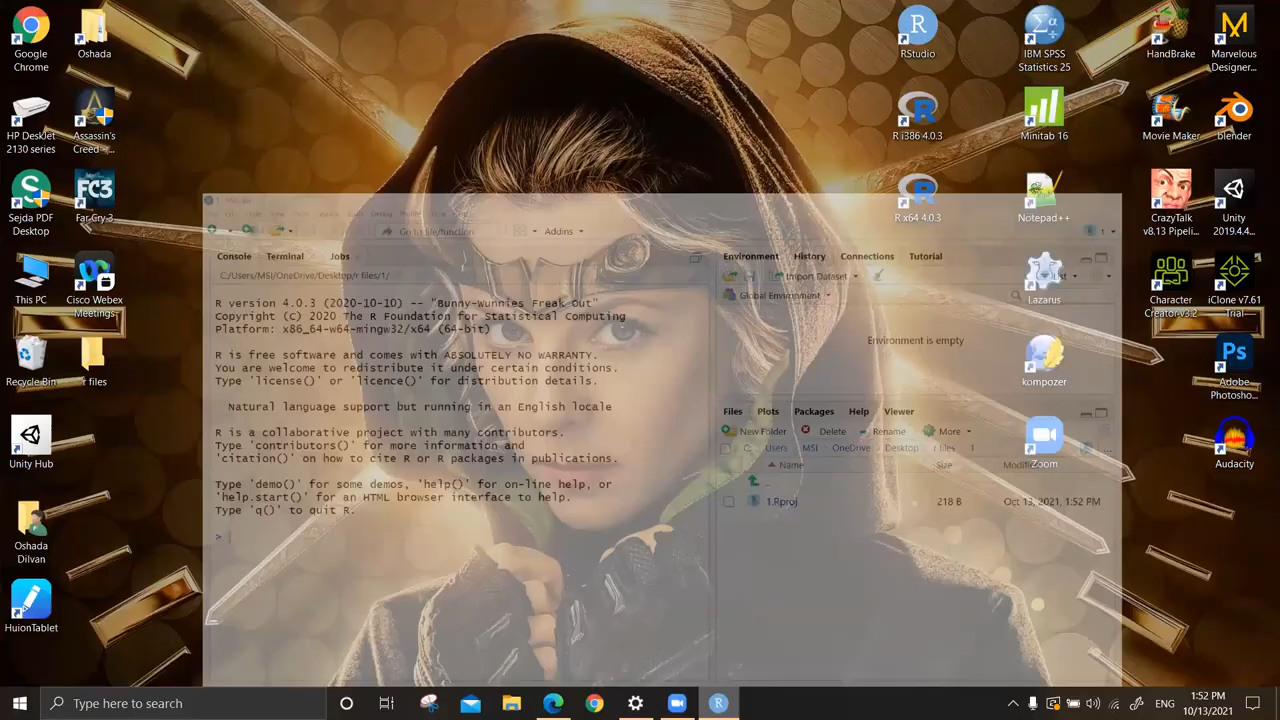 Google
Chrome
Oshada
HP DeskJet
2130 series
Assassin's
Creed -...
Sejda PDF
Desktop
Far Cry 3
This PC
Cisco Webex
Meetings
Recycle Bin
r files
Unity Hub
Oshada
Dilvan
HuionTablet
RStudio
IBM SPSS
Statistics 25
HandBrake
Marvelous
Designer...
R i386 4.0.3
Minitab 16
Movie Maker
blender
R x64 4.0.3
Notepad++
CrazyTalk
v8.13 Pipeli...
Unity
2019.4.4...
Lazarus
Character
Creator v3.2
iClone v7.61
Trial
kompozer
Adobe
Photosho...
Zoom
Audacity
Go to file/function
Addins
1
Console
Terminal
Jobs
C:/Users/MSI/OneDrive/Desktop/r files/1/
R version 4.0.3 (2020-10-10) -- "Bunny-Wunnies Freak Out"
Copyright (C) 2020 The R Foundation for Statistical Computing
Platform: x86_64-w64-mingw32/x64 (64-bit)
R is free software and comes with ABSOLUTELY NO WARRANTY.
You are welcome to redistribute it under certain conditions.
Type 'license()' or 'licence()' for distribution details.
Natural language support but running in an English locale
R is a collaborative project with many contributors.
Type 'contributors()' for more information and
'citation()' on how to cite R or R packages in publications.
Type 'demo()' for some demos, 'help()' for on-line help, or
'help.start()' for an HTML browser interface to help.
Type 'q()' to quit R.
>
Environment
History
Connections
Tutorial
Import Dataset
Global Environment
Environment is empty
Files
Plots
Packages
Help
Viewer
New Folder
Delete
Rename
More
Users
MSI
OneDrive
Desktop
r files
1
Name
Size
..
1.Rproj
218 B
Oct 13, 2021, 1:52 PM
Type here to search
ENG
1:52 PM
10/13/2021